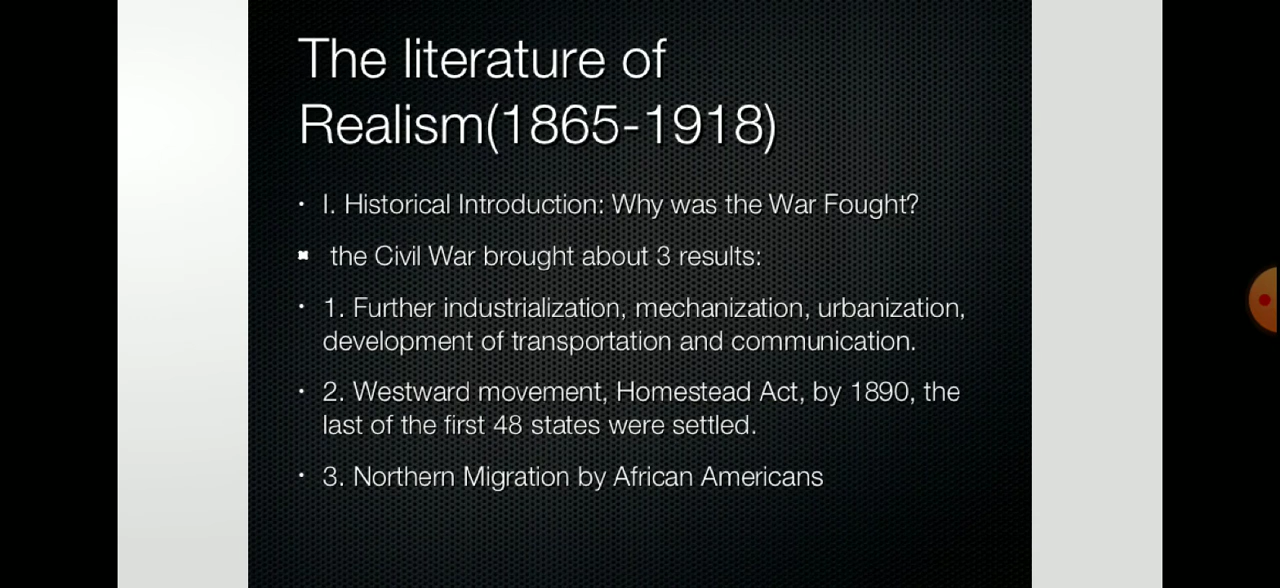 The literature of
Realism(1865-1918)
• I. Historical Introduction: Why was the War Fought?
the Civil War brought about 3 results:
• 1. Further industrialization, mechanization, urbanization,
development of transportation and communication.
• 2. Westward movement, Homestead Act, by 1890, the
last of the first 48 states were settled.
• 3. Northern Migration by African Americans